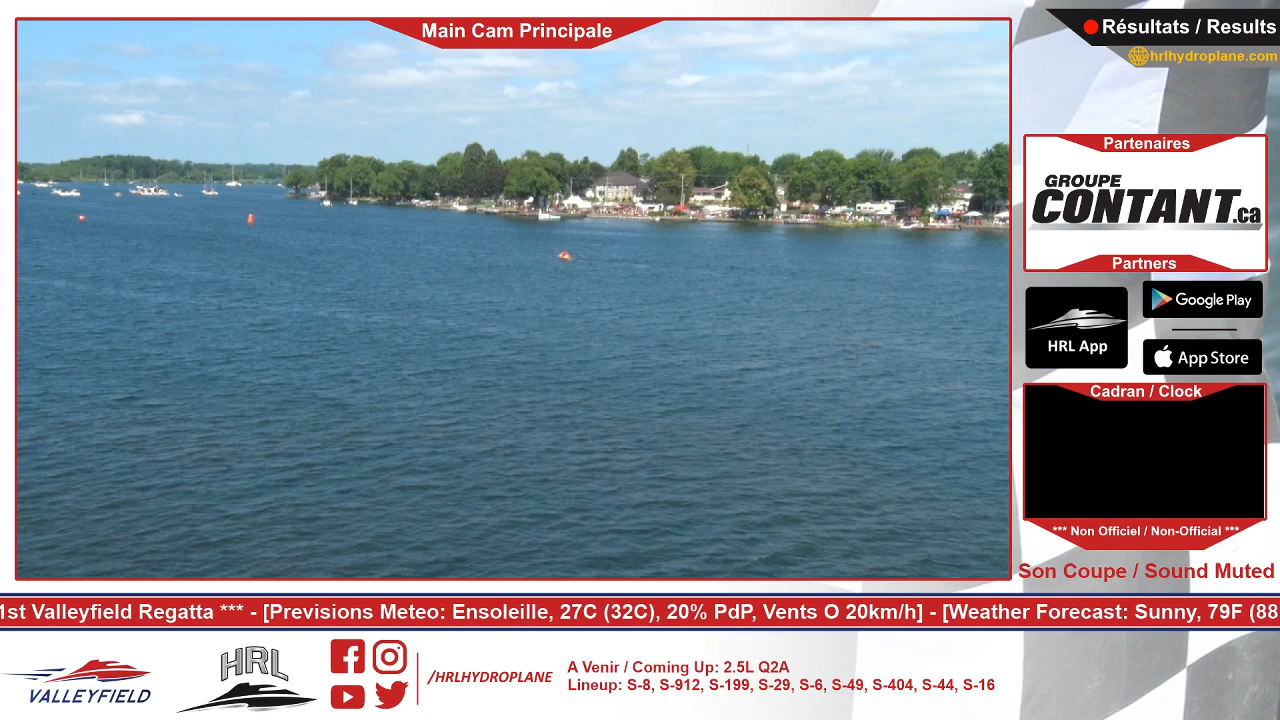 Main Cam Principale
Résultats / Results
hrlhydroplane.com
Partenaires
GROUPE
CONTANT.ca
Partners
HRL App
Google Play
App Store
Cadran / Clock
*** Non Officiel / Non-Official ***
Son Coupe / Sound Muted
1st Valleyfield Regatta *** - [Previsions Meteo: Ensoleille, 27C (32C), 20% PdP, Vents O 20km/h] - [Weather Forecast: Sunny, 79F (88
VALLEYFIELD
HRL
/HRLHYDROPLANE
A Venir / Coming Up: 2.5L Q2A
Lineup: S-8, S-912, S-199, S-29, S-6, S-49, S-404, S-44, S-16